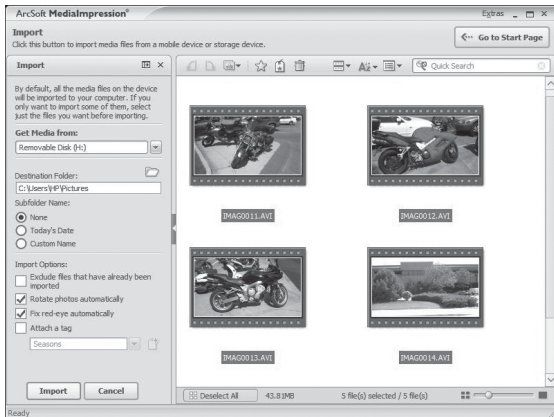 ArcSoft MediaImpression®
Extras
Import
Click this button to import media files from a mobile device or storage device.
Go to Start Page
Import
Quick Search
By default, all the media files on the device
will be imported to your computer. If you
only want to import some of them, select
just the files you want before importing.
Get Media from:
Removable Disk (H:)
Destination Folder:
C:\Users\HP\Pictures
Subfolder Name:
None
Today's Date
Custom Name
Import Options:
Exclude files that have already been
imported
Rotate photos automatically
Fix red-eye automatically
Attach a tag
Seasons
Import
Cancel
IMAG0011.AVI
IMAG0012.AVI
IMAG0013.AVI
IMAG0014.AVI
Deselect All
43.81MB
5 file(s) selected / 5 file(s)
Ready